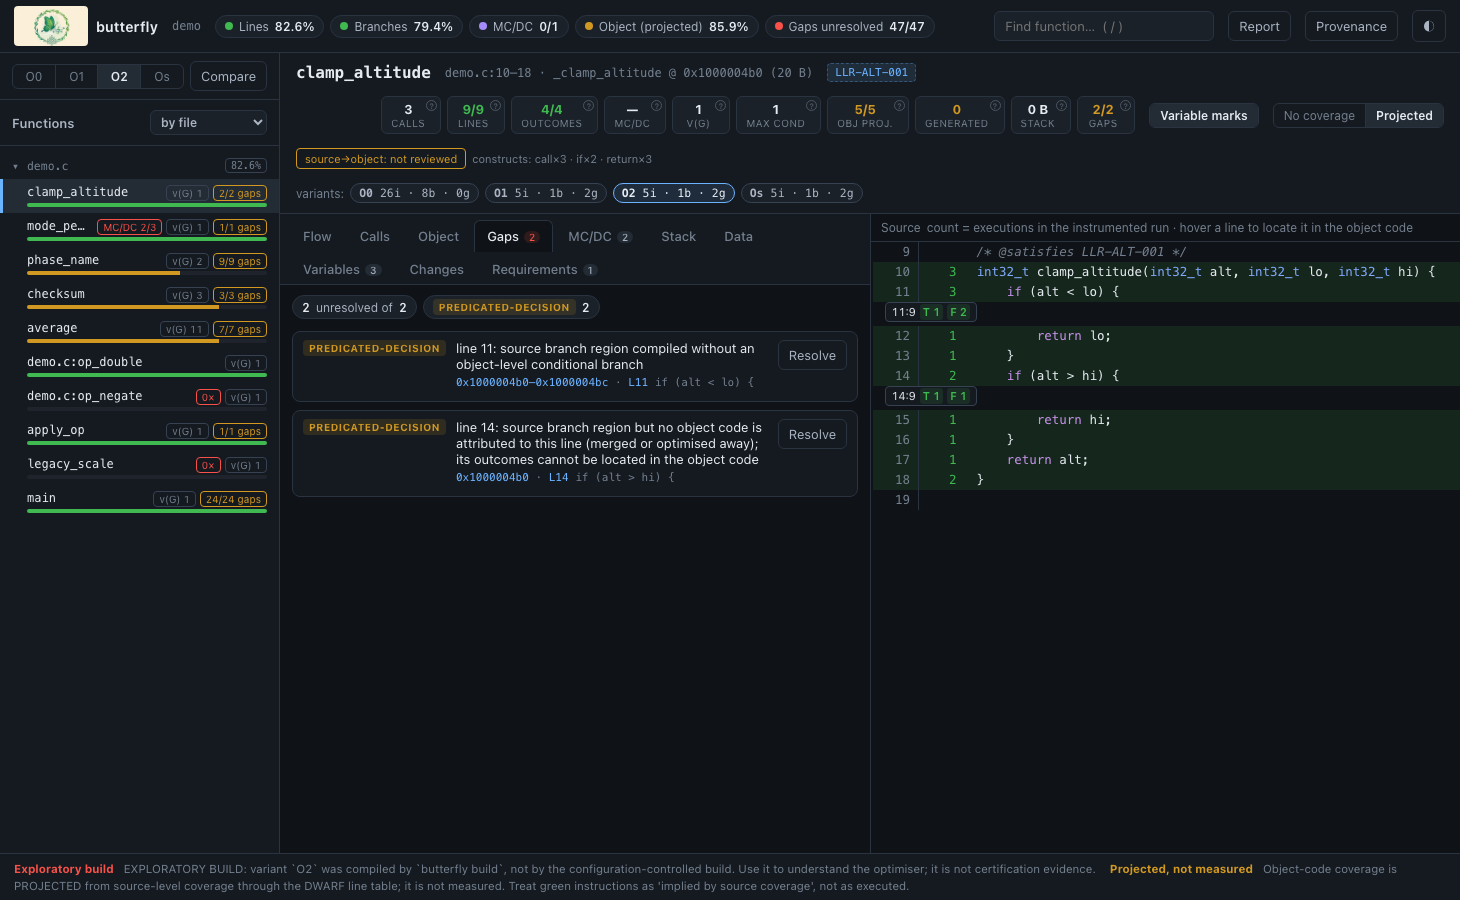 butterfly demo Lines 82.6% Branches 79.4% MC/DC 0/1 Object (projected) 85.9% Gaps unresolved 47/47 Find function... ( / ) Report Provenance
O0 O1 O2 Os Compare
Functions by file
demo.c 82.6%
clamp_altitude v(G) 1 2/2 gaps
mode_pe… MC/DC 2/3 v(G) 1 1/1 gaps
phase_name v(G) 2 9/9 gaps
checksum v(G) 3 3/3 gaps
average v(G) 11 7/7 gaps
demo.c:op_double v(G) 1
demo.c:op_negate 0× v(G) 1
apply_op v(G) 1 1/1 gaps
legacy_scale 0× v(G) 1
main v(G) 1 24/24 gaps
clamp_altitude demo.c:10–18 · _clamp_altitude @ 0x1000004b0 (20 B) LLR-ALT-001
3 CALLS ?
9/9 LINES ?
4/4 OUTCOMES ?
— MC/DC ?
1 V(G) ?
1 MAX COND ?
5/5 OBJ PROJ. ?
0 GENERATED ?
0 B STACK ?
2/2 GAPS ?
Variable marks No coverage Projected
source→object: not reviewed constructs: call×3 · if×2 · return×3
variants: O0 26i · 8b · 0g O1 5i · 1b · 2g O2 5i · 1b · 2g Os 5i · 1b · 2g
Flow Calls Object Gaps 2 MC/DC 2 Stack Data
Variables 3 Changes Requirements 1
2 unresolved of 2 PREDICATED-DECISION 2
PREDICATED-DECISION line 11: source branch region compiled without an Resolve
object-level conditional branch
0x1000004b0–0x1000004bc · L11 if (alt < lo) {
PREDICATED-DECISION line 14: source branch region but no object code is Resolve
attributed to this line (merged or optimised away);
its outcomes cannot be located in the object code
0x1000004b0 · L14 if (alt > hi) {
Source count = executions in the instrumented run · hover a line to locate it in the object code
9 /* @satisfies LLR-ALT-001 */
10 3 int32_t clamp_altitude(int32_t alt, int32_t lo, int32_t hi) {
11 3 if (alt < lo) {
11:9 T 1 F 2
12 1 return lo;
13 1 }
14 2 if (alt > hi) {
14:9 T 1 F 1
15 1 return hi;
16 1 }
17 1 return alt;
18 2 }
19
Exploratory build EXPLORATORY BUILD: variant `O2` was compiled by `butterfly build`, not by the configuration-controlled build. Use it to understand the optimiser; it is not certification evidence. Projected, not measured Object-code coverage is
PROJECTED from source-level coverage through the DWARF line table; it is not measured. Treat green instructions as 'implied by source coverage', not as executed.